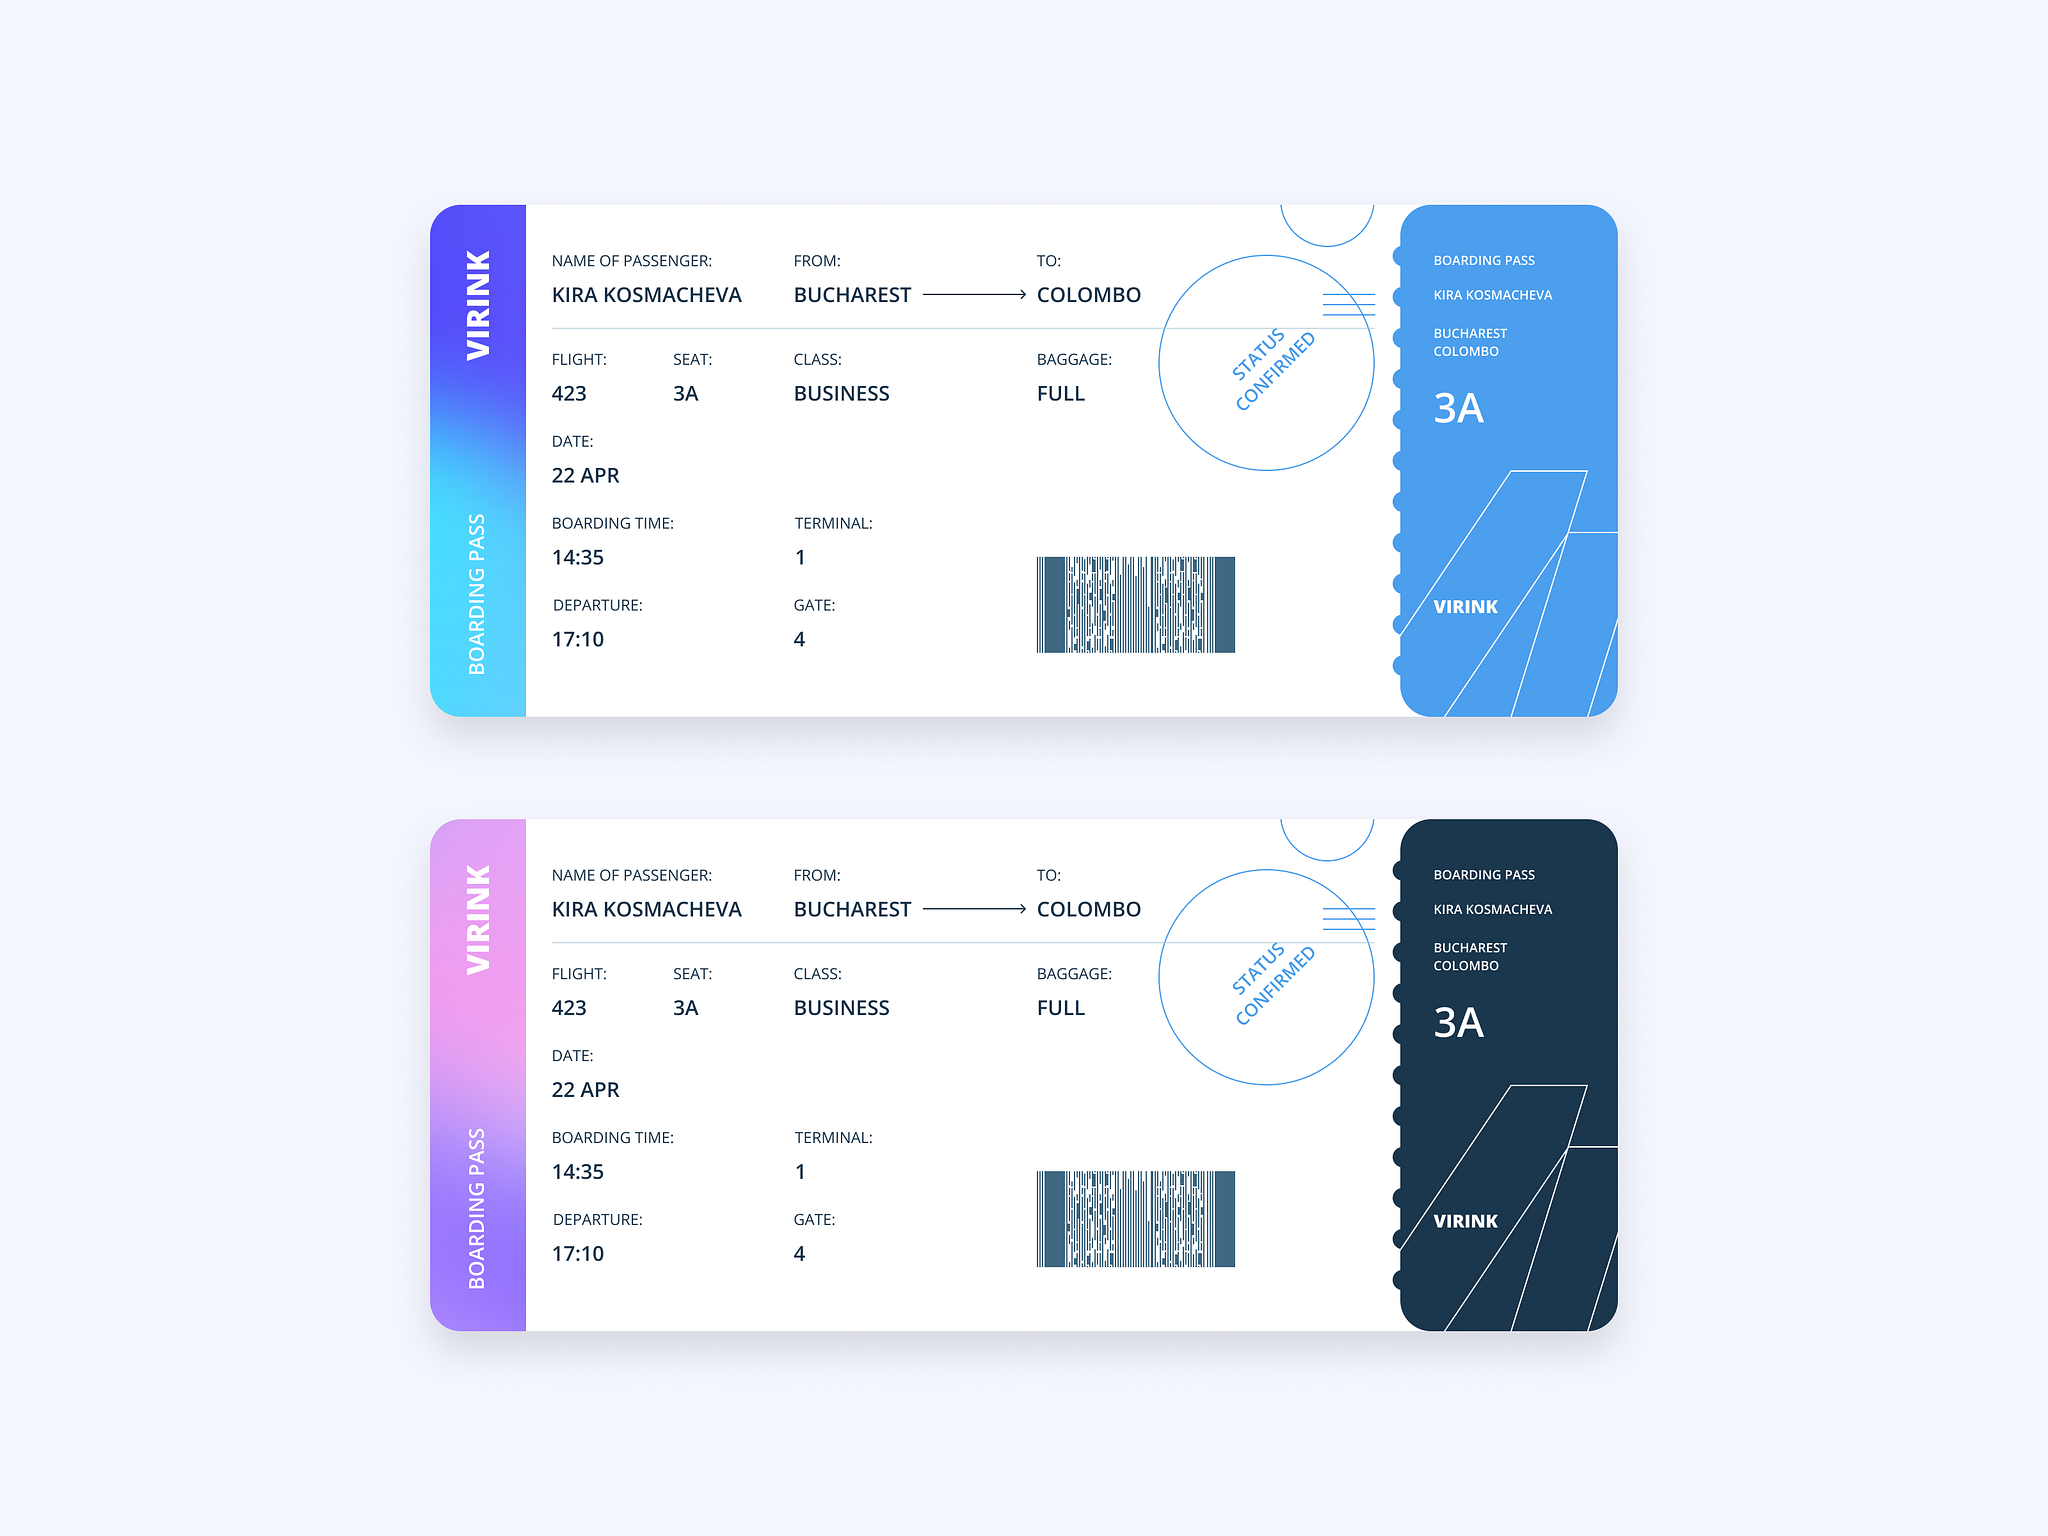 VIRINK
BOARDING PASS
NAME OF PASSENGER: FROM: TO:
KIRA KOSMACHEVA BUCHAREST COLOMBO
FLIGHT: SEAT: CLASS: BAGGAGE:
423 3A BUSINESS FULL
STATUS
CONFIRMED
DATE:
22 APR
BOARDING TIME: TERMINAL:
14:35 1
DEPARTURE: GATE:
17:10 4
BOARDING PASS
KIRA KOSMACHEVA
BUCHAREST
COLOMBO
3A
VIRINK
VIRINK
BOARDING PASS
NAME OF PASSENGER: FROM: TO:
KIRA KOSMACHEVA BUCHAREST COLOMBO
FLIGHT: SEAT: CLASS: BAGGAGE:
423 3A BUSINESS FULL
STATUS
CONFIRMED
DATE:
22 APR
BOARDING TIME: TERMINAL:
14:35 1
DEPARTURE: GATE:
17:10 4
BOARDING PASS
KIRA KOSMACHEVA
BUCHAREST
COLOMBO
3A
VIRINK